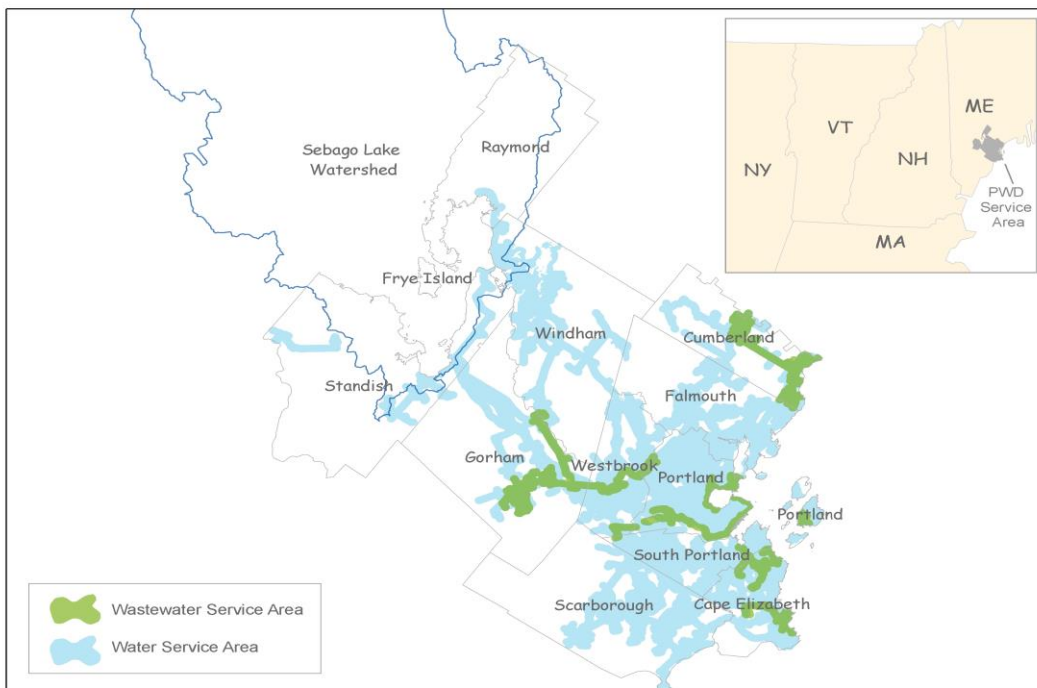 Sebago Lake
Watershed
Raymond
Frye Island
Windham
Standish
Cumberland
Falmouth
Gorham
Westbrook
Portland
Portland
South Portland
Scarborough
Cape Elizabeth
NY
VT
NH
ME
MA
PWD
Service
Area
Wastewater Service Area
Water Service Area